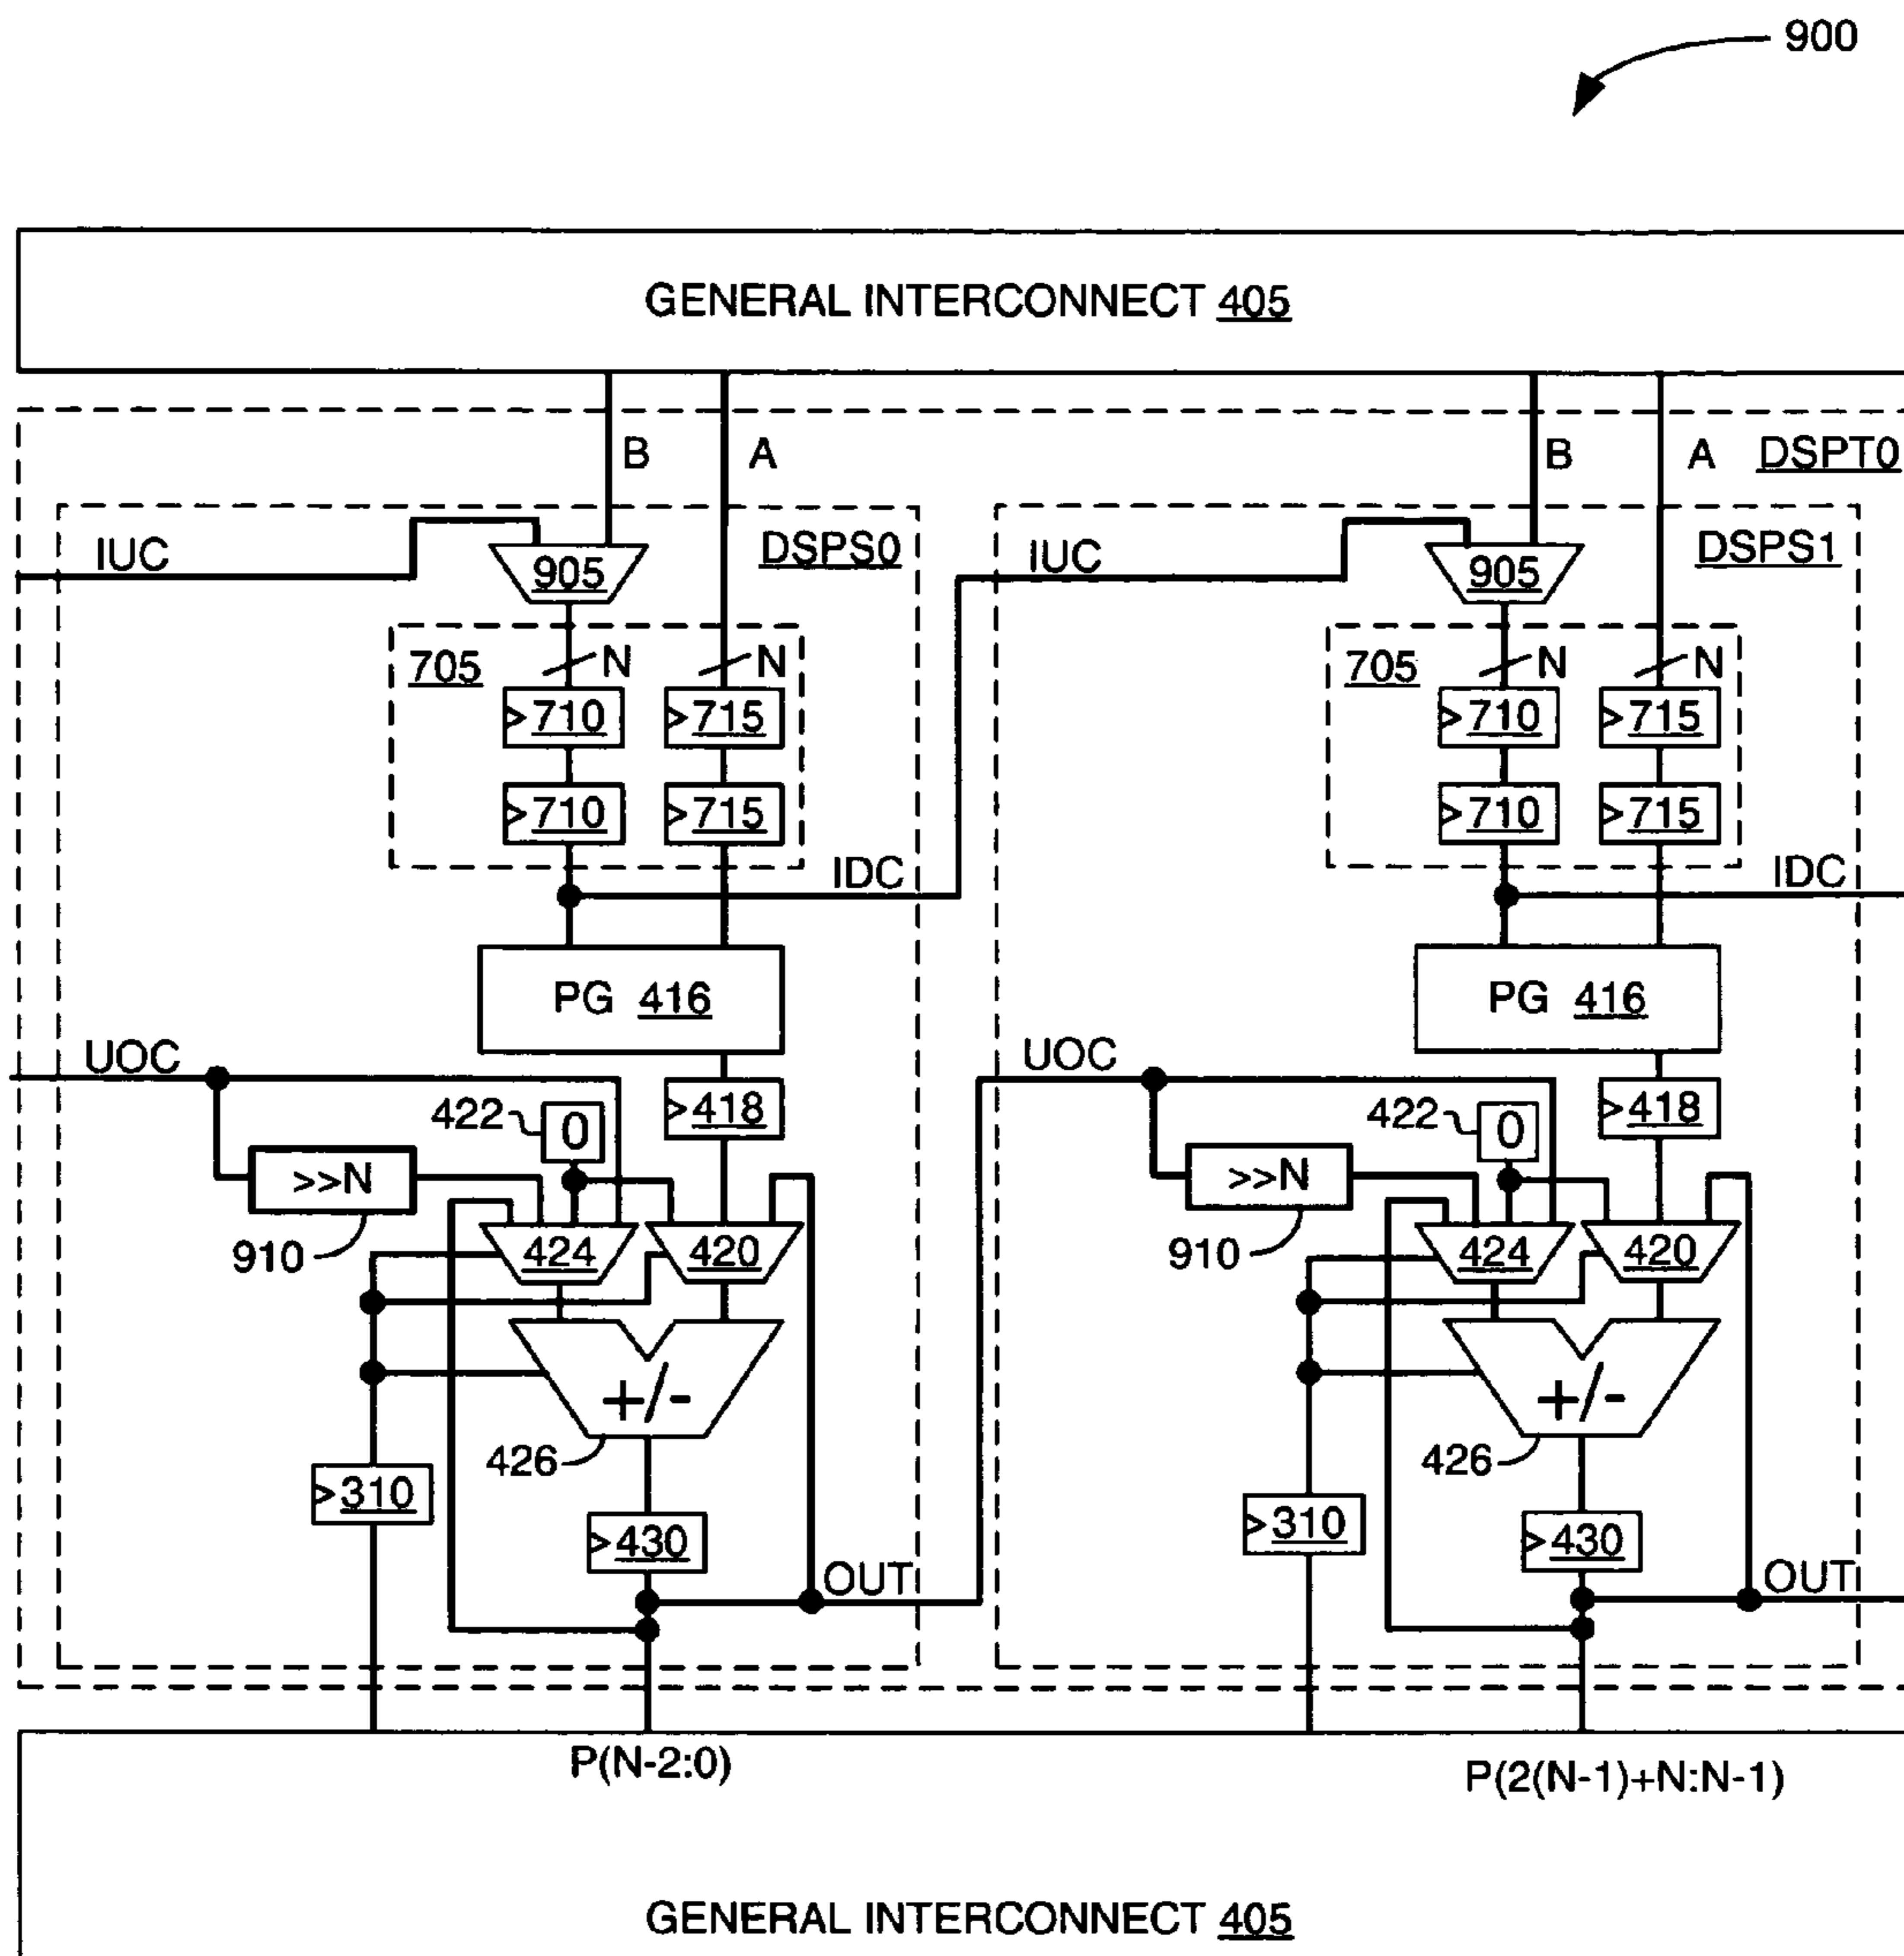 900
GENERAL INTERCONNECT 405
B A B A DSPT0
IUC 905 DSPS0 IUC 905 DSPS1
705 N N 705 N N
>710 >715 >710 >715
>710 >715 >710 >715
IDC IDC
PG 416 PG 416
UOC UOC
422 0 >418 422 0 >418
>>N >>N
910 424 420 910 424 420
+/- +/-
426 426
>310 >310
>430 >430
OUT OUT
P(N-2:0) P(2(N-1)+N:N-1)
GENERAL INTERCONNECT 405